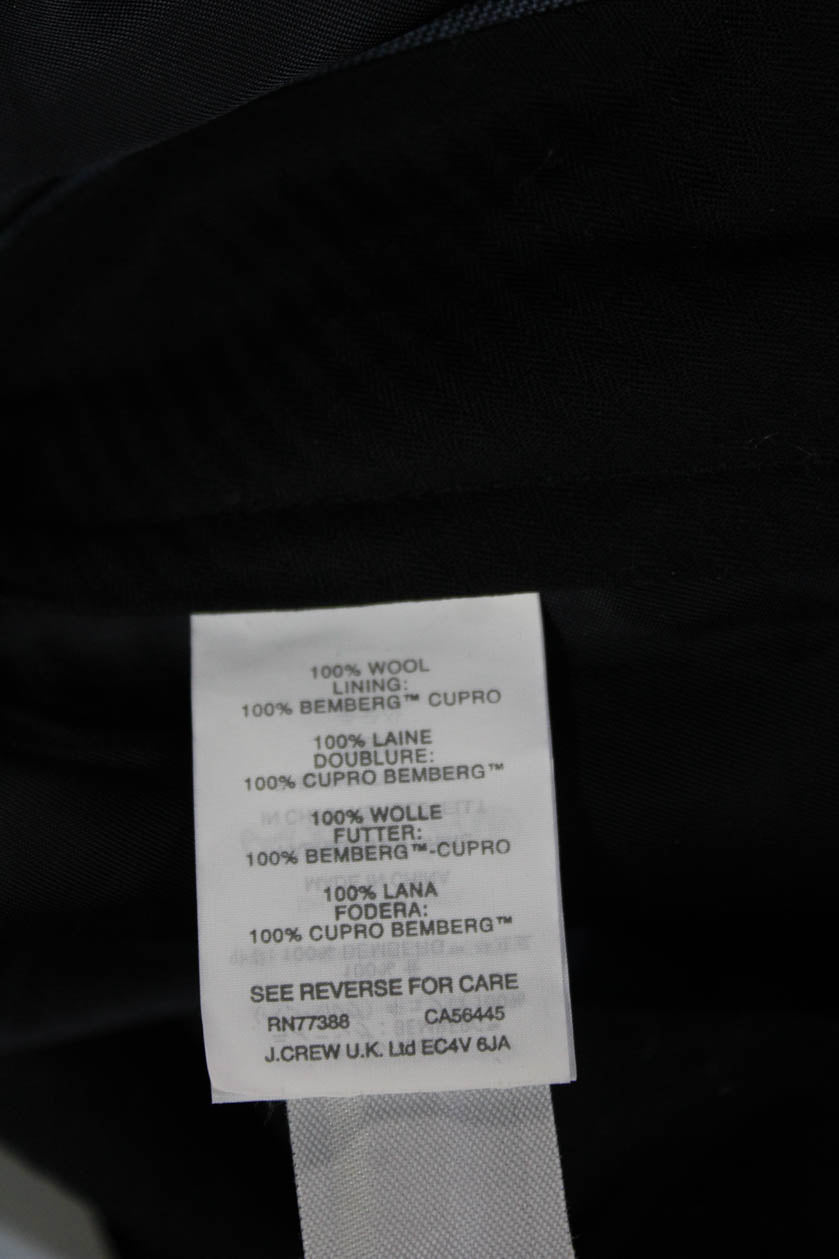 100% WOOL
LINING:
100% BEMBERG™ CUPRO
100% LAINE
DOUBLURE:
100% CUPRO BEMBERG™
100% WOLLE
FUTTER:
100% BEMBERG™-CUPRO
100% LANA
FODERA:
100% CUPRO BEMBERG™
SEE REVERSE FOR CARE
RN77388 CA56445
J.CREW U.K. Ltd EC4V 6JA